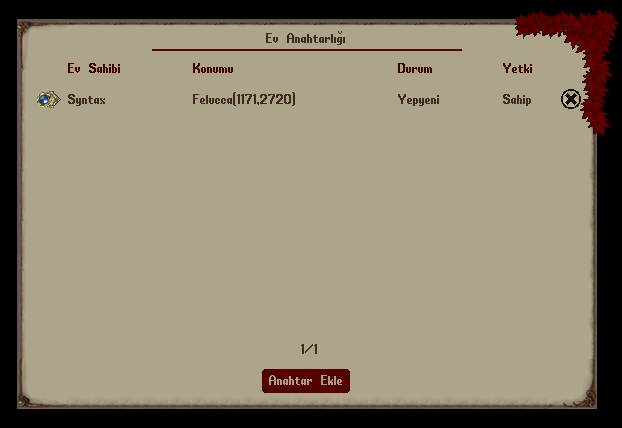 Ev Anahtarlığı
Ev Sahibi Konumu Durum Yetki
Syntax Felucca(1171,2720) Yepyeni Sahip
1/1
Anahtar Ekle